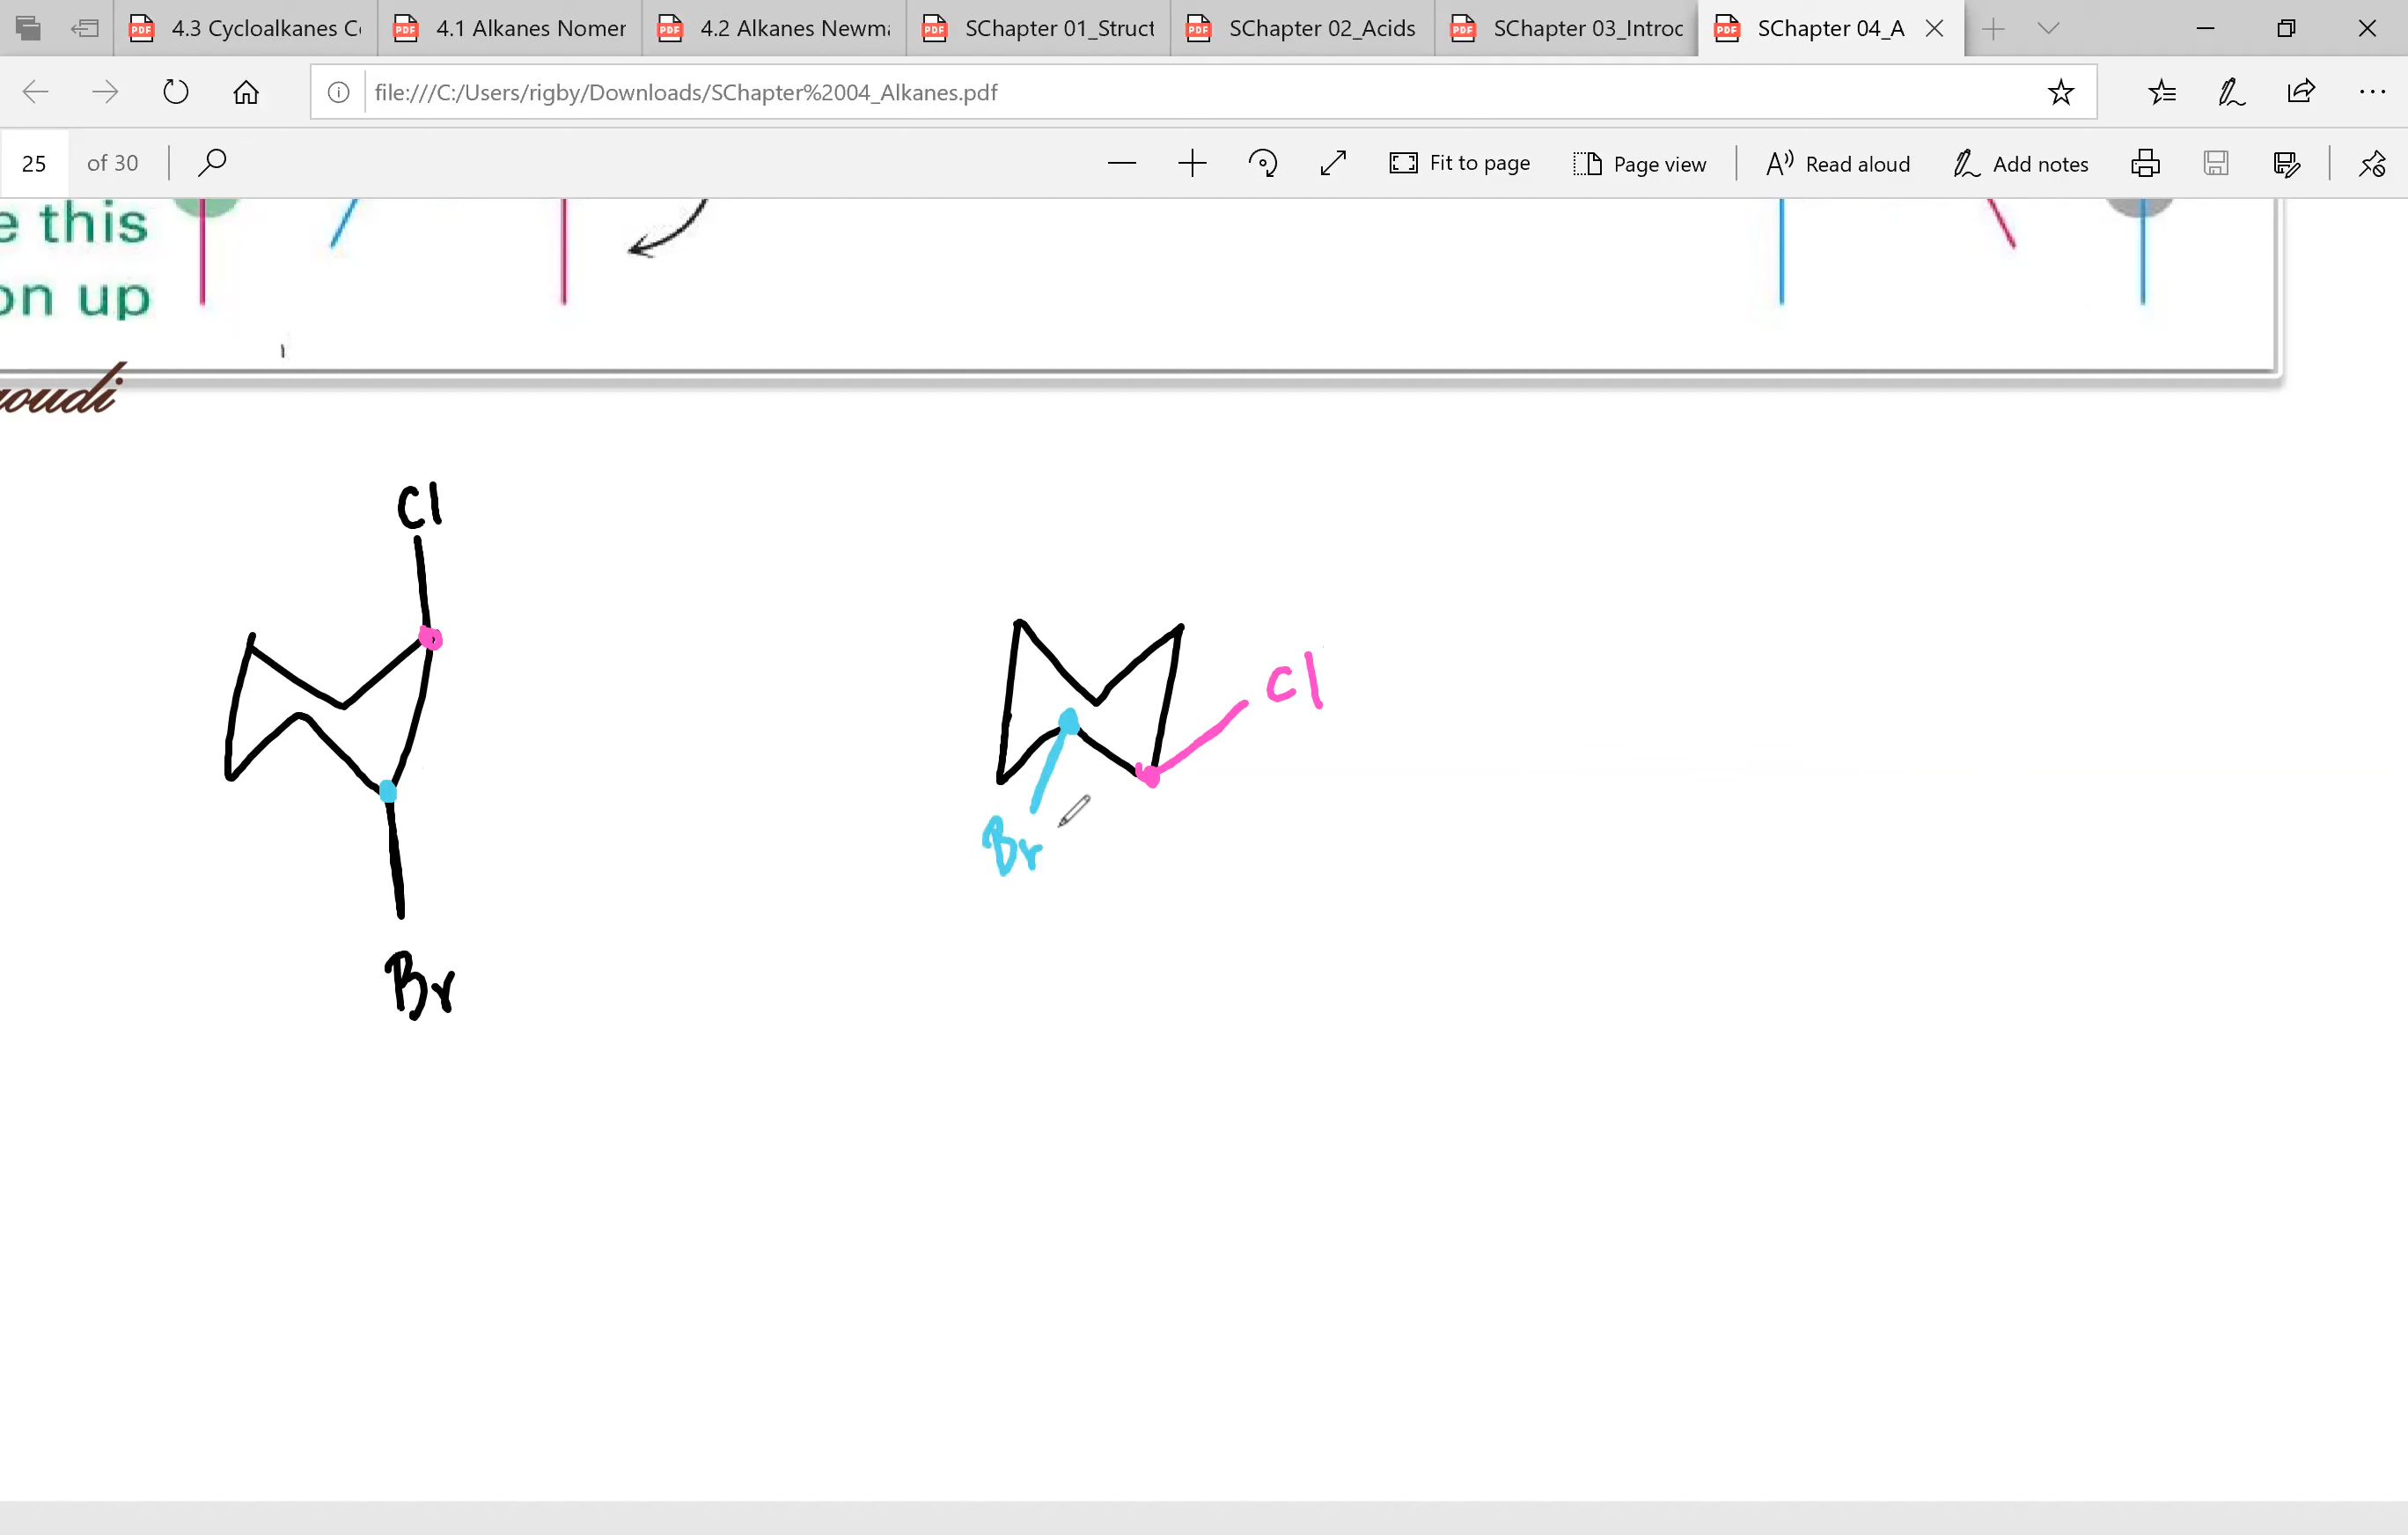 4.3 Cycloalkanes C
4.1 Alkanes Nomen
4.2 Alkanes Newm
SChapter 01_Struct
SChapter 02_Acids
SChapter 03_Introc
SChapter 04_A
file:///C:/Users/rigby/Downloads/SChapter%2004_Alkanes.pdf
25 of 30
Fit to page
Page view
Read aloud
Add notes
e this
on up
oudi
Cl
Cl
Br
Br